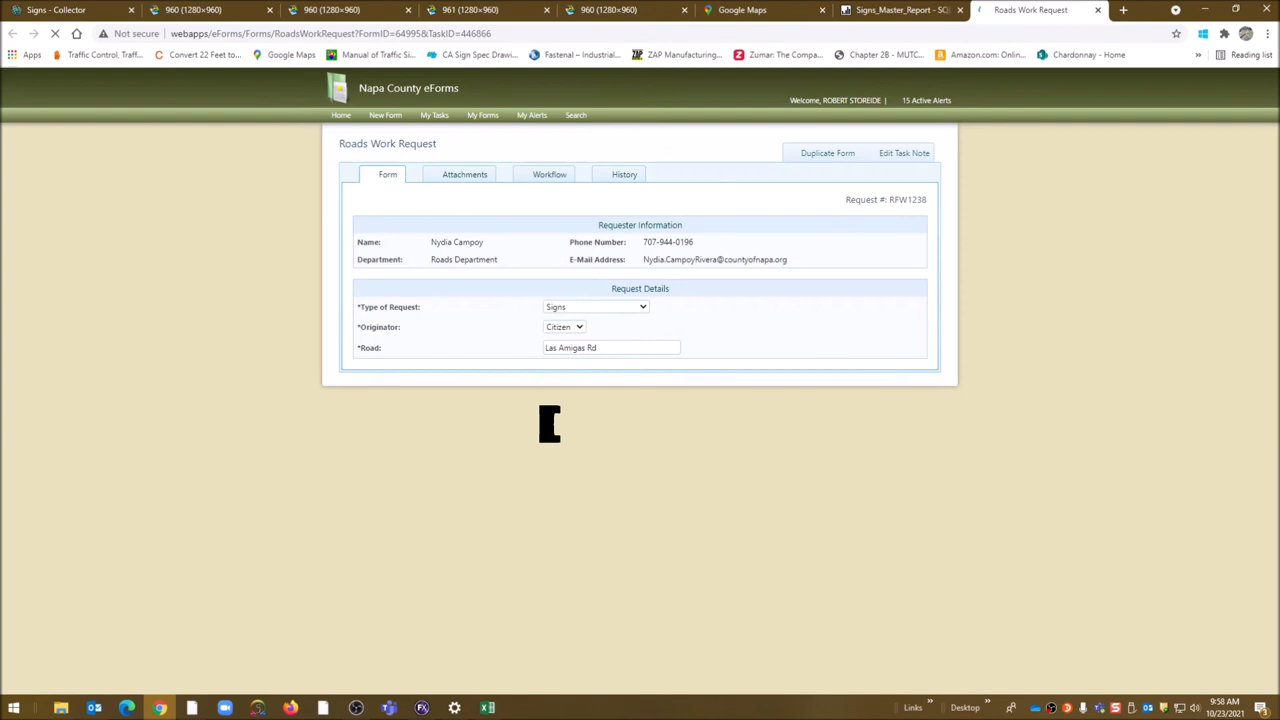 Signs - Collector
960 (1280×960)
960 (1280×960)
961 (1280×960)
960 (1280×960)
Google Maps
Signs_Master_Report - SQ
Roads Work Request
Not secure
webapps/eForms/Forms/RoadsWorkRequest?FormID=64995&TaskID=446866
Apps
Traffic Control, Traf...
Convert 22 Feet to...
Google Maps
Manual of Traffic Si...
CA Sign Spec Drawi...
Fastenal – Industrial...
ZAP Manufacturing...
Zumar: The Compa...
Chapter 2B - MUTC...
Amazon.com: Onlin...
Chardonnay - Home
Reading list
Napa County eForms
Welcome, ROBERT STOREIDE | 15 Active Alerts
Home New Form My Tasks My Forms My Alerts Search
Roads Work Request
Duplicate Form Edit Task Note
Form Attachments Workflow History
Request #: RFW1238
Requester Information
Name: Nydia Campoy Phone Number: 707-944-0196
Department: Roads Department E-Mail Address: Nydia.CampoyRivera@countyofnapa.org
Request Details
*Type of Request: Signs
*Originator: Citizen
*Road: Las Amigas Rd
Links
Desktop
9:58 AM
10/23/2021